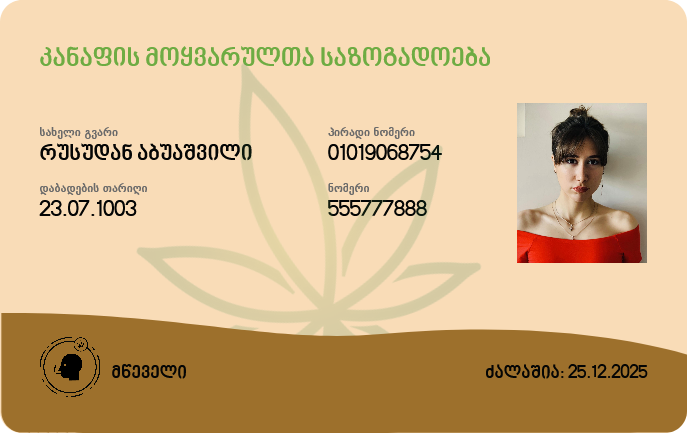 კანაფის მოყვარულთა საზოგადოება
სახელი გვარი
რუსუდან აბუაშვილი
პირადი ნომერი
01019068754
დაბადების თარიღი
23.07.1003
ნომერი
555777888
მწეველი
ძალაშია: 25.12.2025